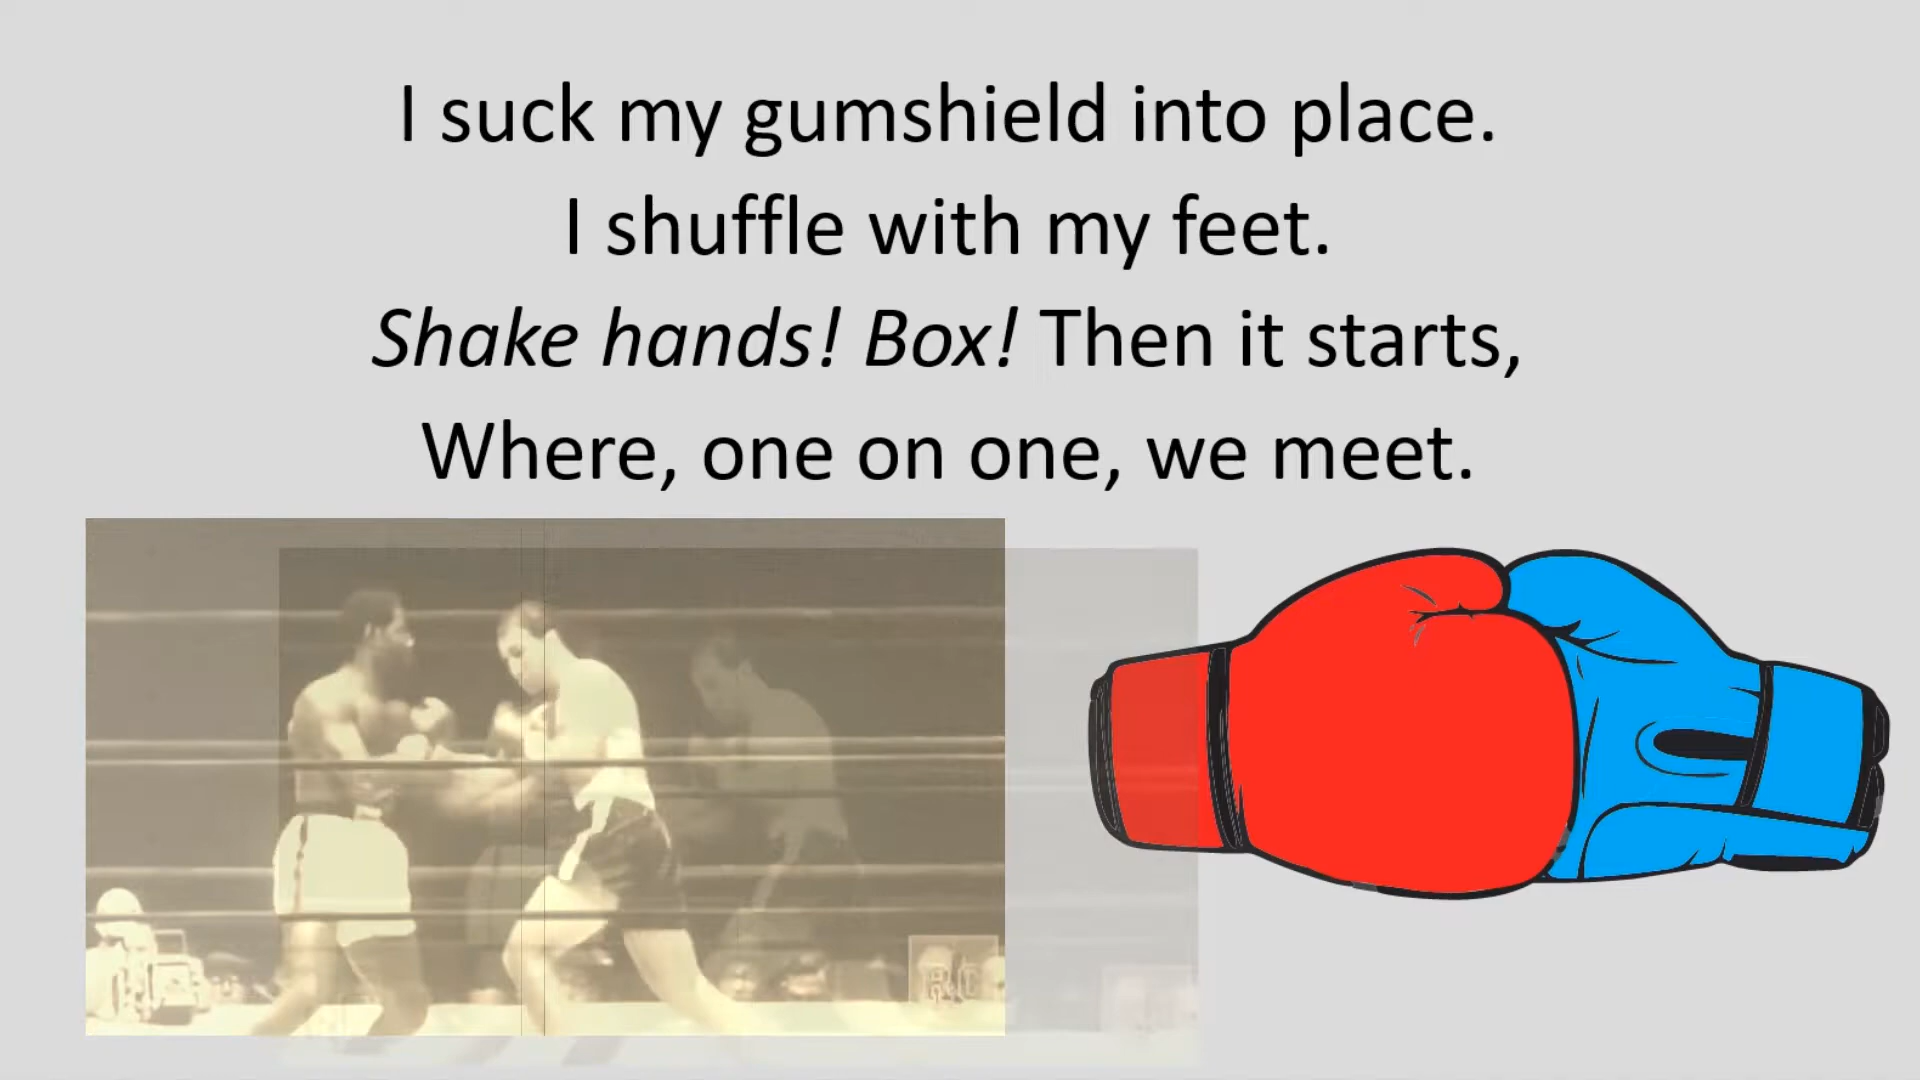 I suck my gumshield into place.
I shuffle with my feet.
Shake hands! Box! Then it starts,
Where, one on one, we meet.